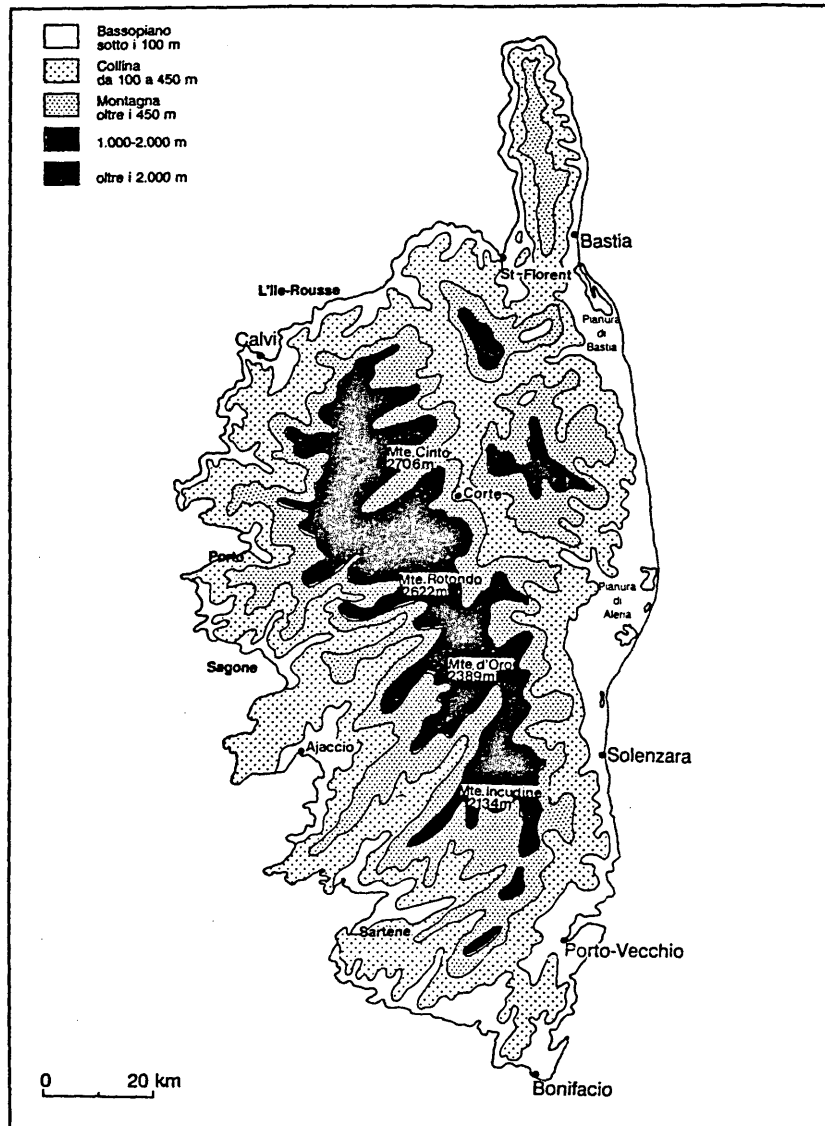 Bassopiano
sotto i 100 m
Collina
da 100 a 450 m
Montagna
oltre i 450 m
1.000-2.000 m
oltre i 2.000 m
Bastia
St-Florent
L'Ile-Rousse
Pianura
di
Bastia
Calvi
Mte. Cinto
2706m
Corte
Porto
Mte. Rotondo
2622m
Pianura
di
Aleria
Sagone
Mte. d'Oro
2389m
Ajaccio
Solenzara
Mte. Incudine
2134m
Sartene
Porto-Vecchio
0 20 km
Bonifacio